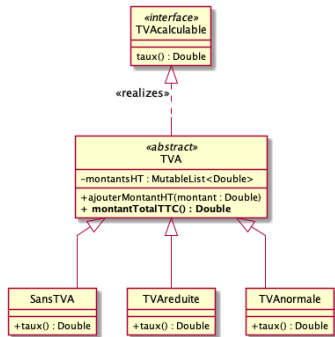 «interface»
TVAcalculable
taux() : Double
«realizes»
«abstract»
TVA
-montantsHT : MutableList<Double>
+ajouterMontantHT(montant : Double)
+ montantTotalTTC() : Double
SansTVA
+taux() : Double
TVAreduite
+taux() : Double
TVAnormale
+taux() : Double